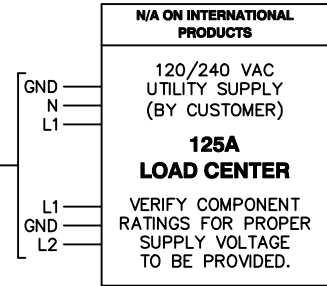 N/A ON INTERNATIONAL
PRODUCTS
120/240 VAC
UTILITY SUPPLY
(BY CUSTOMER)
125A
LOAD CENTER
VERIFY COMPONENT
RATINGS FOR PROPER
SUPPLY VOLTAGE
TO BE PROVIDED.
GND
N
L1
L1
GND
L2